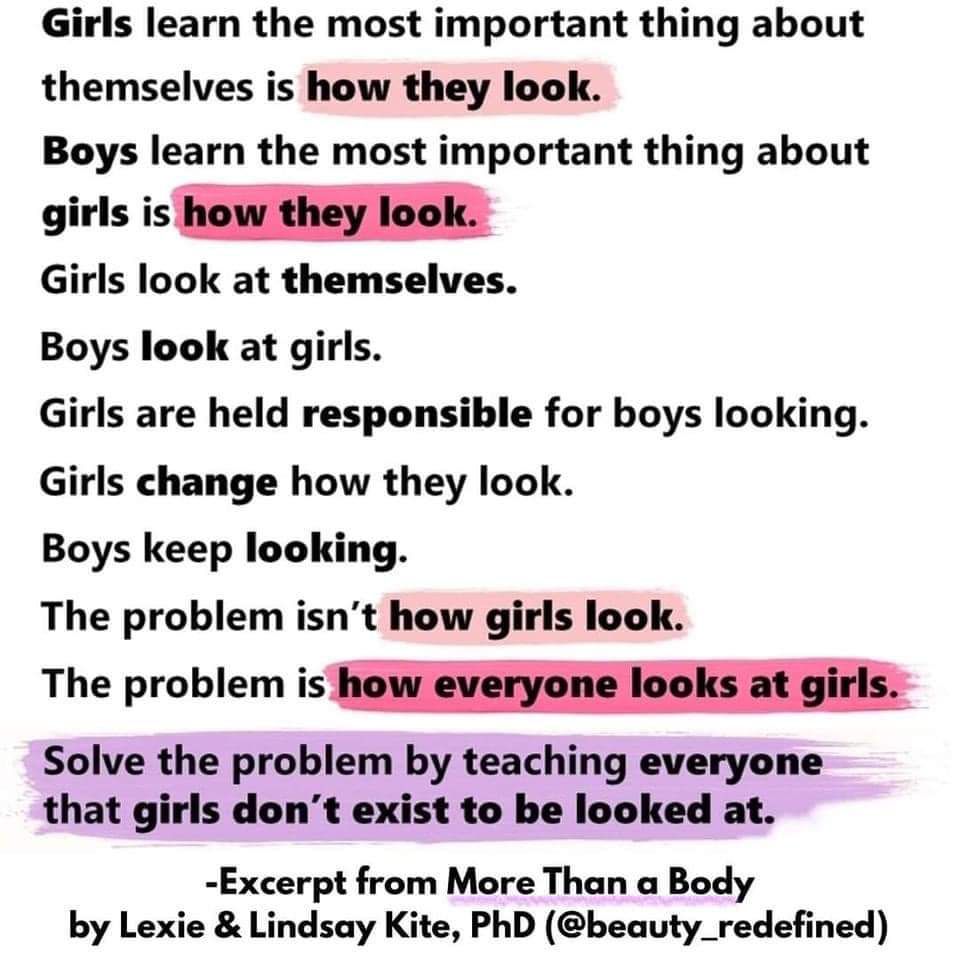 Girls learn the most important thing about
themselves is how they look.
Boys learn the most important thing about
girls is how they look.
Girls look at themselves.
Boys look at girls.
Girls are held responsible for boys looking.
Girls change how they look.
Boys keep looking.
The problem isn’t how girls look.
The problem is how everyone looks at girls.
Solve the problem by teaching everyone
that girls don’t exist to be looked at.
-Excerpt from More Than a Body
by Lexie & Lindsay Kite, PhD (@beauty_redefined)